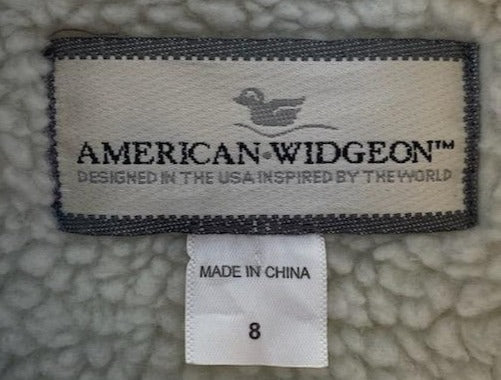 AMERICAN•WIDGEON™
DESIGNED IN THE USA INSPIRED BY THE WORLD
MADE IN CHINA
8